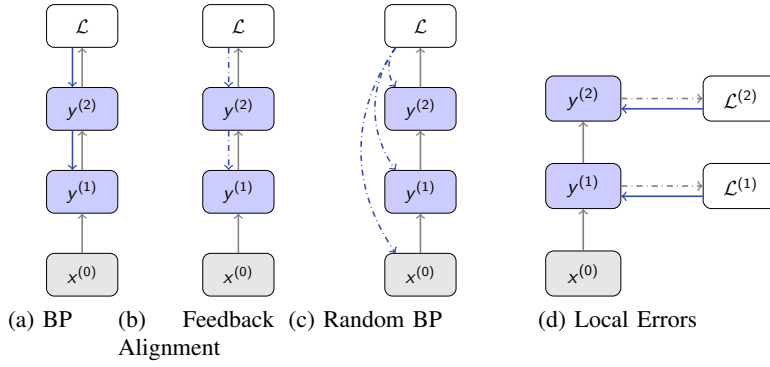 ℒ ℒ ℒ
y⁽²⁾ y⁽²⁾ y⁽²⁾ y⁽²⁾ ℒ⁽²⁾
y⁽¹⁾ y⁽¹⁾ y⁽¹⁾ y⁽¹⁾ ℒ⁽¹⁾
x⁽⁰⁾ x⁽⁰⁾ x⁽⁰⁾ x⁽⁰⁾
(a) BP
(b) Feedback
Alignment
(c) Random BP
(d) Local Errors